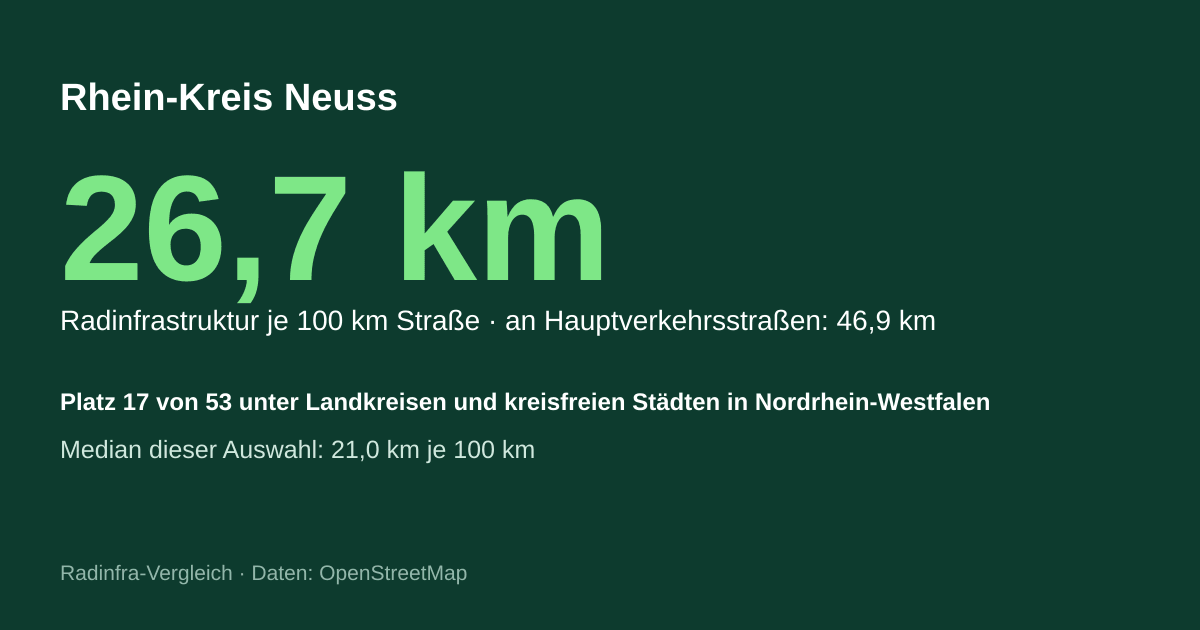 Rhein-Kreis Neuss
26,7 km
Radinfrastruktur je 100 km Straße · an Hauptverkehrsstraßen: 46,9 km
Platz 17 von 53 unter Landkreisen und kreisfreien Städten in Nordrhein-Westfalen
Median dieser Auswahl: 21,0 km je 100 km
Radinfra-Vergleich · Daten: OpenStreetMap